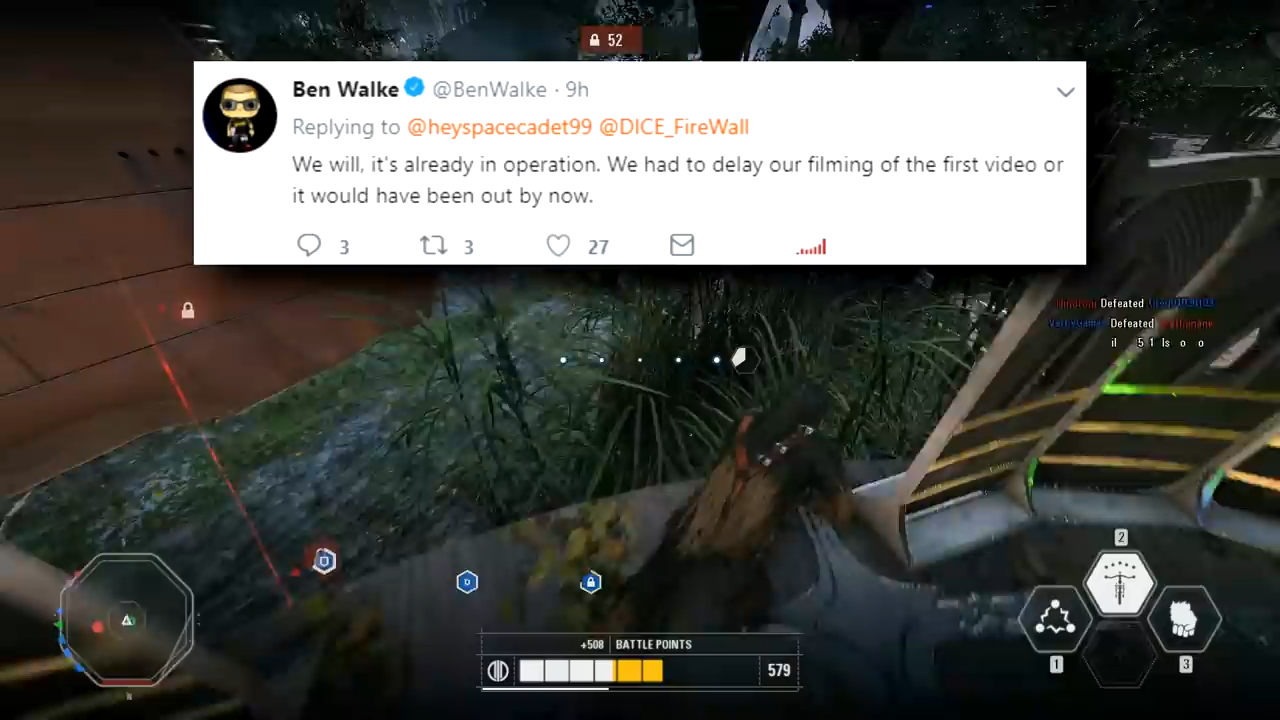 52
Ben Walke @BenWalke · 9h
Replying to @heyspacecadet99 @DICE_FireWall
We will, it's already in operation. We had to delay our filming of the first video or
it would have been out by now.
3 3 27
Defeated
Defeated
+508 BATTLE POINTS
579
2
1 3